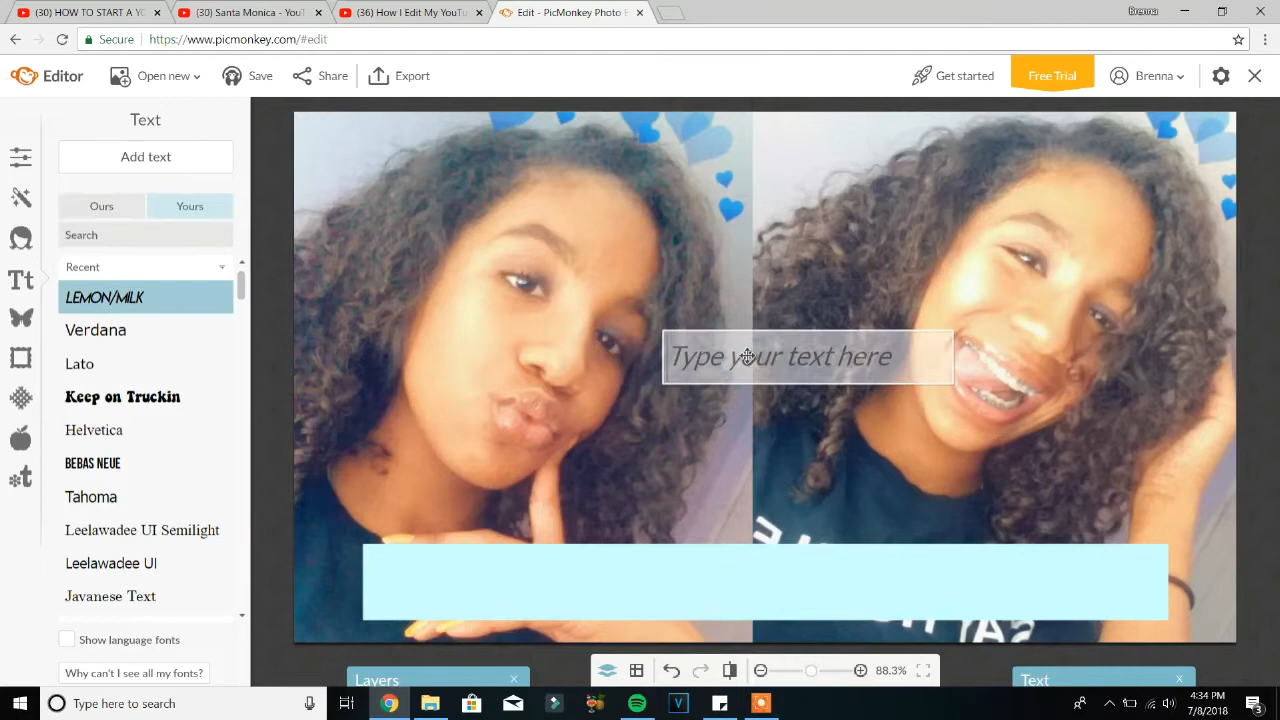 (30) HOW TO START A YC
(30) Santa Monica - YouT
(36) How I Edit My YouTu
Edit - PicMonkey Photo E
Brenna
Secure
https://www.picmonkey.com/#edit
Editor
Open new
Save
Share
Export
Get started
Free Trial
Brenna
Text
Add text
Ours
Yours
Search
Recent
LEMON/MILK
Verdana
Lato
Keep on Truckin
Helvetica
BEBAS NEUE
Tahoma
Leelawadee UI Semilight
Leelawadee UI
Javanese Text
Show language fonts
Why can't I see all my fonts?
Type your text here
88.3%
Layers
Text
Type here to search
4:34 PM
7/8/2018
3